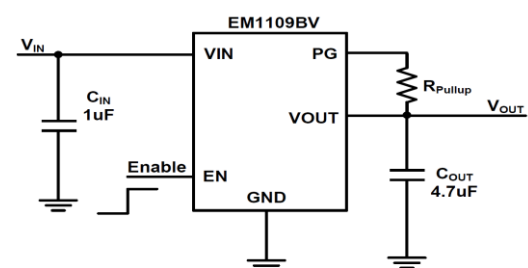 EM1109BV
VIN
VIN
PG
RPullup
CIN
1uF
VOUT
VOUT
Enable
EN
COUT
4.7uF
GND